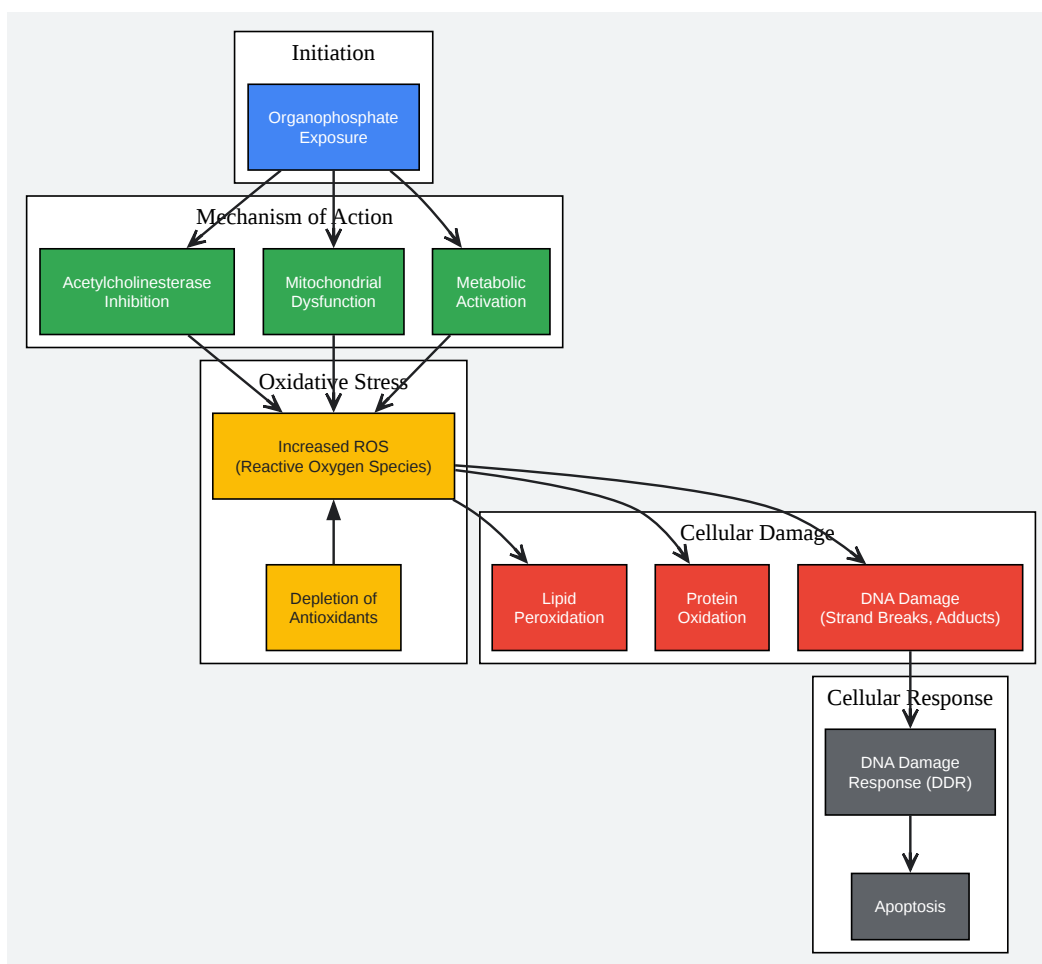 Initiation
Organophosphate
Exposure
Mechanism of Action
Acetylcholinesterase
Inhibition
Mitochondrial
Dysfunction
Metabolic
Activation
Oxidative Stress
Increased ROS
(Reactive Oxygen Species)
Depletion of
Antioxidants
Cellular Damage
Lipid
Peroxidation
Protein
Oxidation
DNA Damage
(Strand Breaks, Adducts)
Cellular Response
DNA Damage
Response (DDR)
Apoptosis